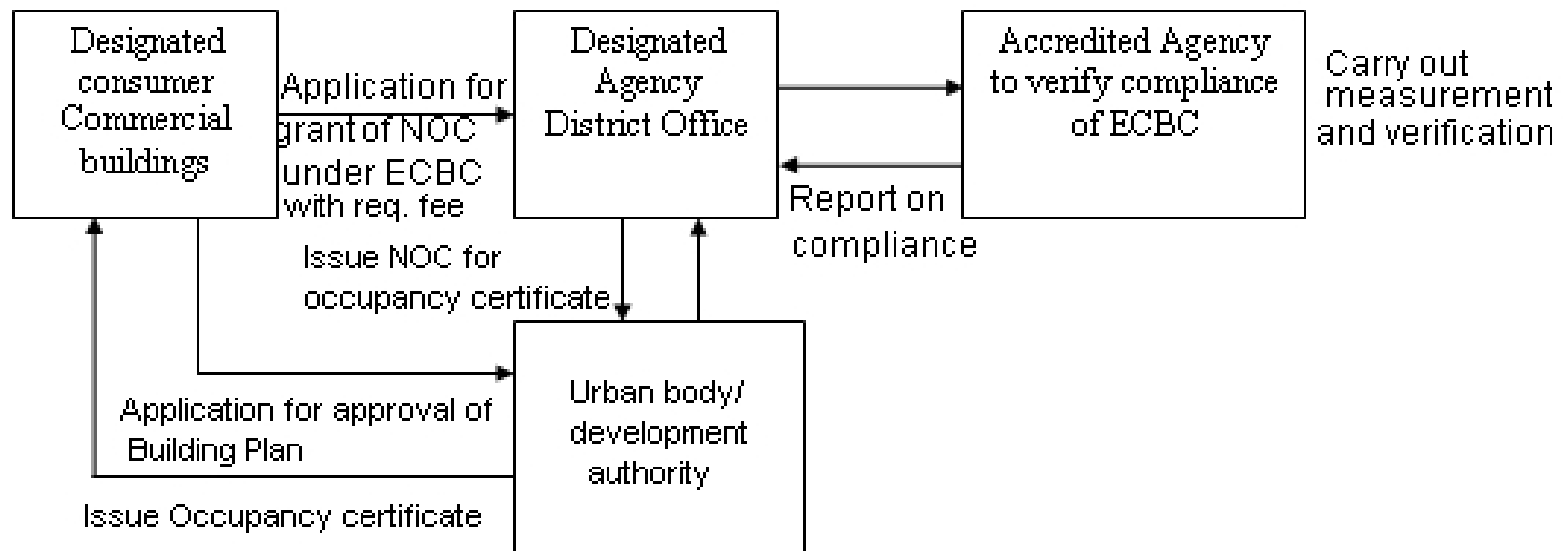 Designated
consumer
Commercial
buildings
Application for
grant of NOC
under ECBC
with req. fee
Designated
Agency
District Office
Accredited Agency
to verify compliance
of ECBC
Carry out
measurement
and verification
Report on
compliance
Issue NOC for
occupancy certificate
Application for approval of
Building Plan
Urban body/
development
authority
Issue Occupancy certificate